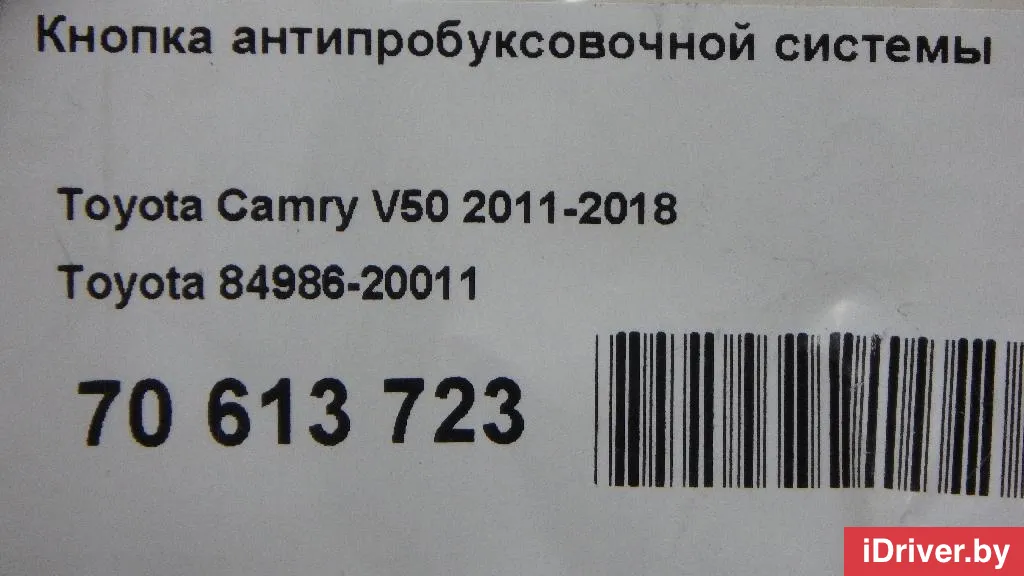 Кнопка антипробуксовочной системы
Toyota Camry V50 2011-2018
Toyota 84986-20011
70 613 723
iDriver.by